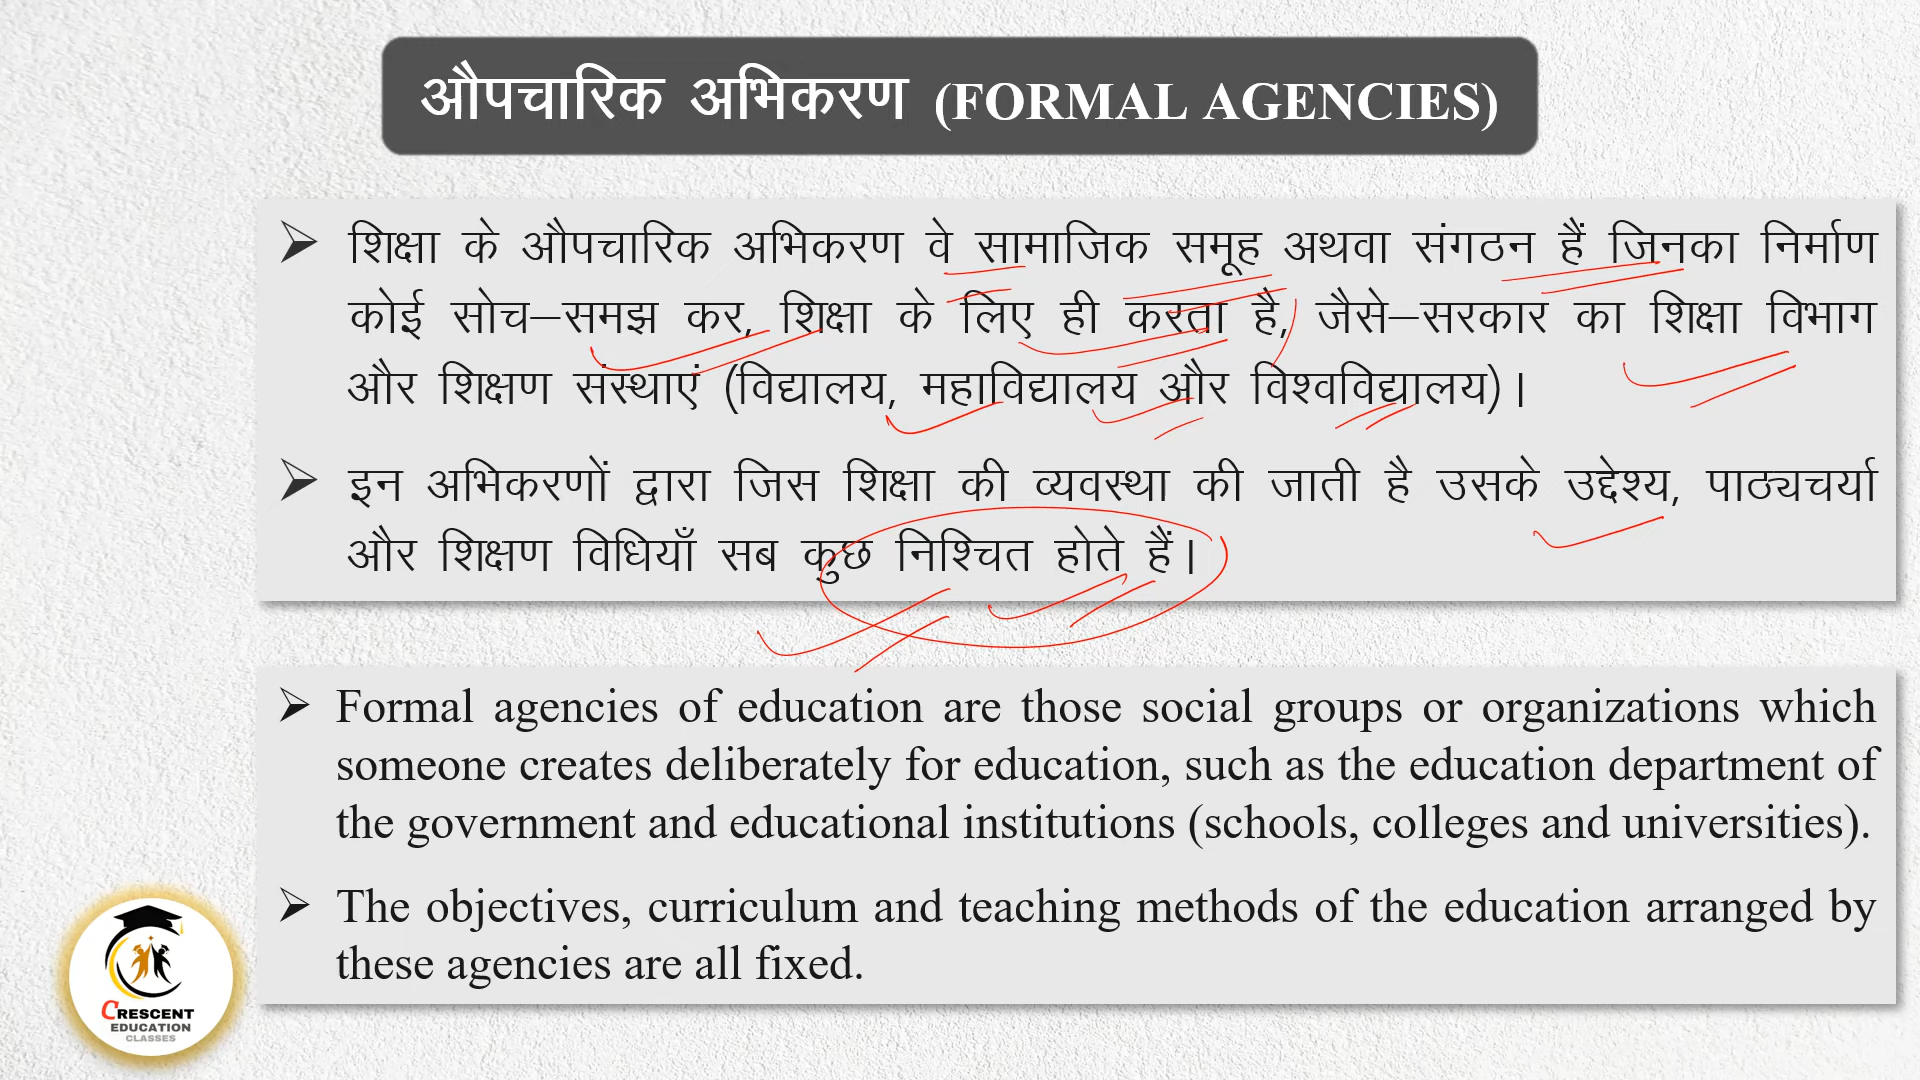 औपचारिक अभिकरण (FORMAL AGENCIES)
➢ शिक्षा के औपचारिक अभिकरण वे सामाजिक समूह अथवा संगठन हैं जिनका निर्माण
कोई सोच–समझ कर, शिक्षा के लिए ही करता है, जैसे–सरकार का शिक्षा विभाग
और शिक्षण संस्थाएं (विद्यालय, महाविद्यालय और विश्वविद्यालय)।
➢ इन अभिकरणों द्वारा जिस शिक्षा की व्यवस्था की जाती है उसके उद्देश्य, पाठ्यचर्या
और शिक्षण विधियाँ सब कुछ निश्चित होते हैं।
➢ Formal agencies of education are those social groups or organizations which
someone creates deliberately for education, such as the education department of
the government and educational institutions (schools, colleges and universities).
➢ The objectives, curriculum and teaching methods of the education arranged by
these agencies are all fixed.
CRESCENT
EDUCATION
CLASSES